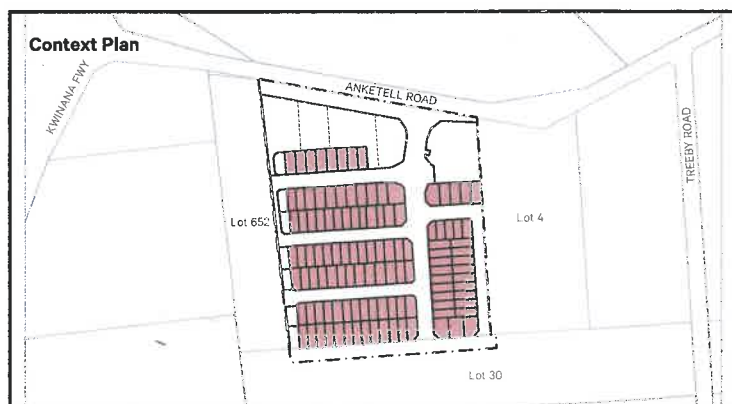 Context Plan
KWINANA FWY
ANKETELL ROAD
TREEBY ROAD
Lot 652
Lot 4
Lot 30